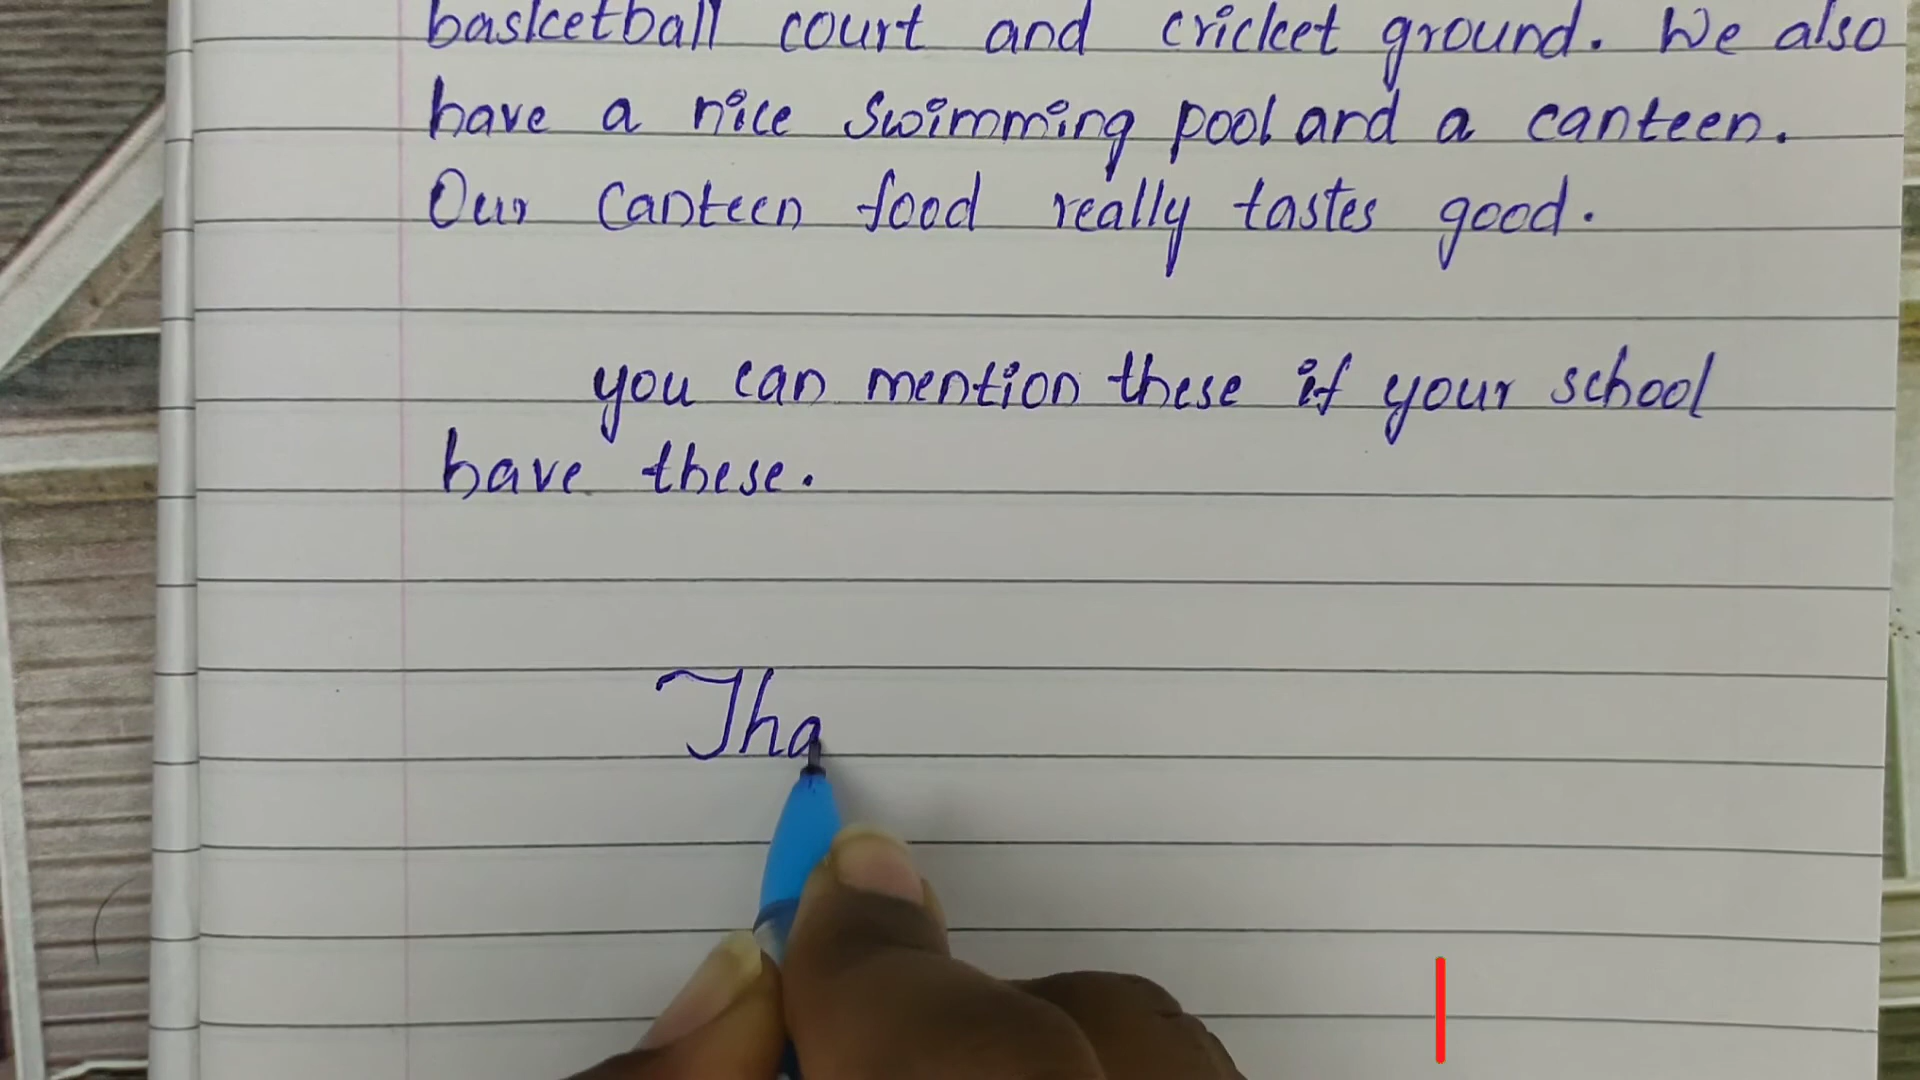 basketball court and cricket ground. We also
have a nice swimming pool and a canteen.
Our canteen food really tastes good.
you can mention these if your school
have these.
Tha